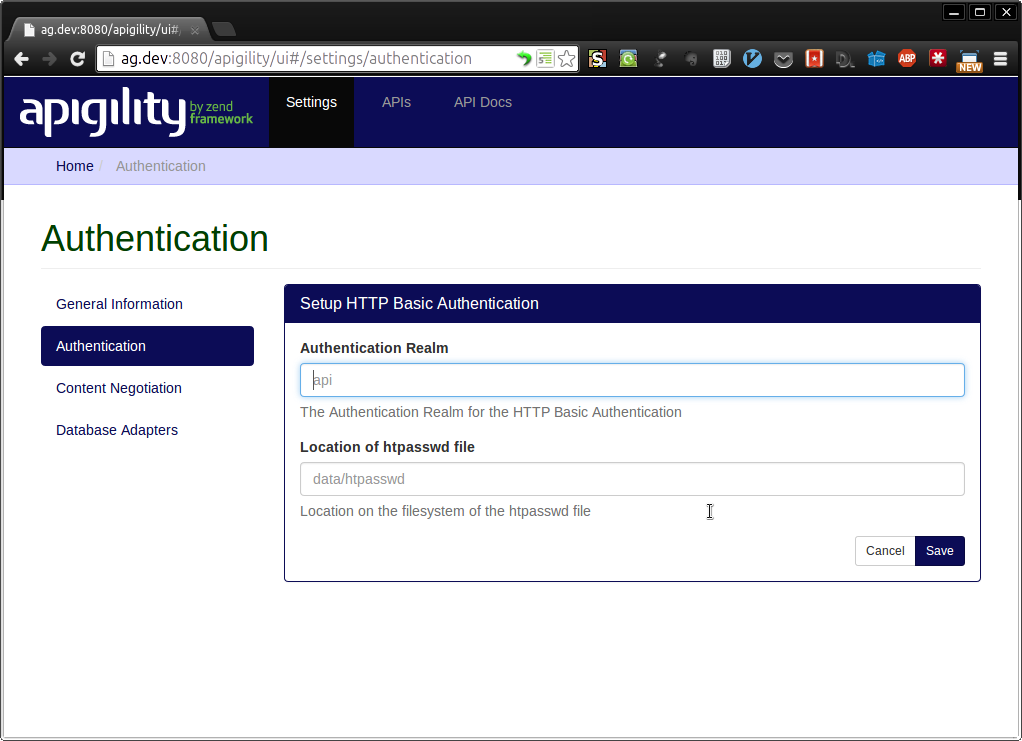 ag.dev:8080/apigility/ui#
ag.dev:8080/apigility/ui#/settings/authentication
ABP
NEW
apigility by zend framework
Settings
APIs
API Docs
Home / Authentication
Authentication
General Information
Authentication
Content Negotiation
Database Adapters
Setup HTTP Basic Authentication
Authentication Realm
api
The Authentication Realm for the HTTP Basic Authentication
Location of htpasswd file
data/htpasswd
Location on the filesystem of the htpasswd file
Cancel
Save